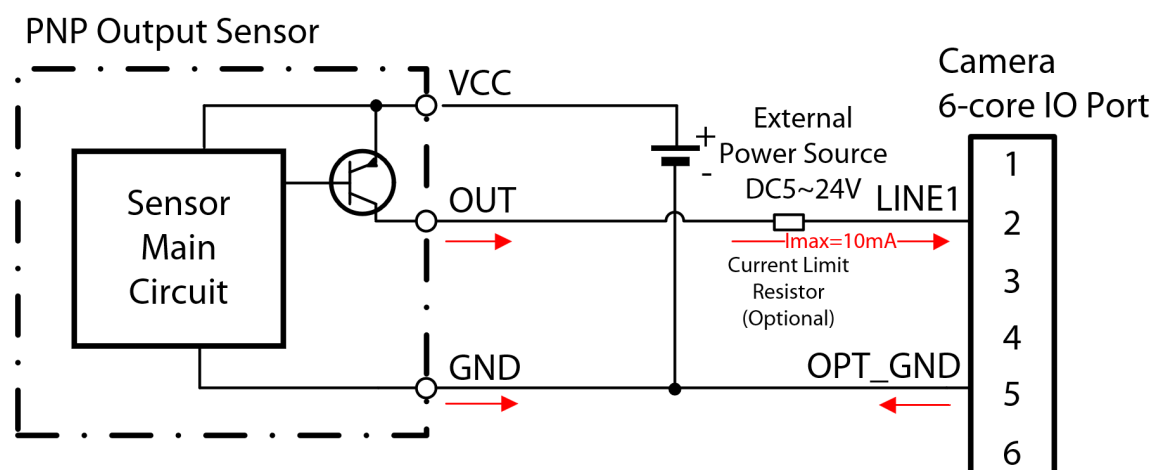 PNP Output Sensor
VCC
Camera
6-core IO Port
External
Power Source
DC5~24V
+
-
Sensor
Main
Circuit
OUT
LINE1
Imax=10mA
Current Limit
Resistor
(Optional)
GND
OPT_GND
1
2
3
4
5
6